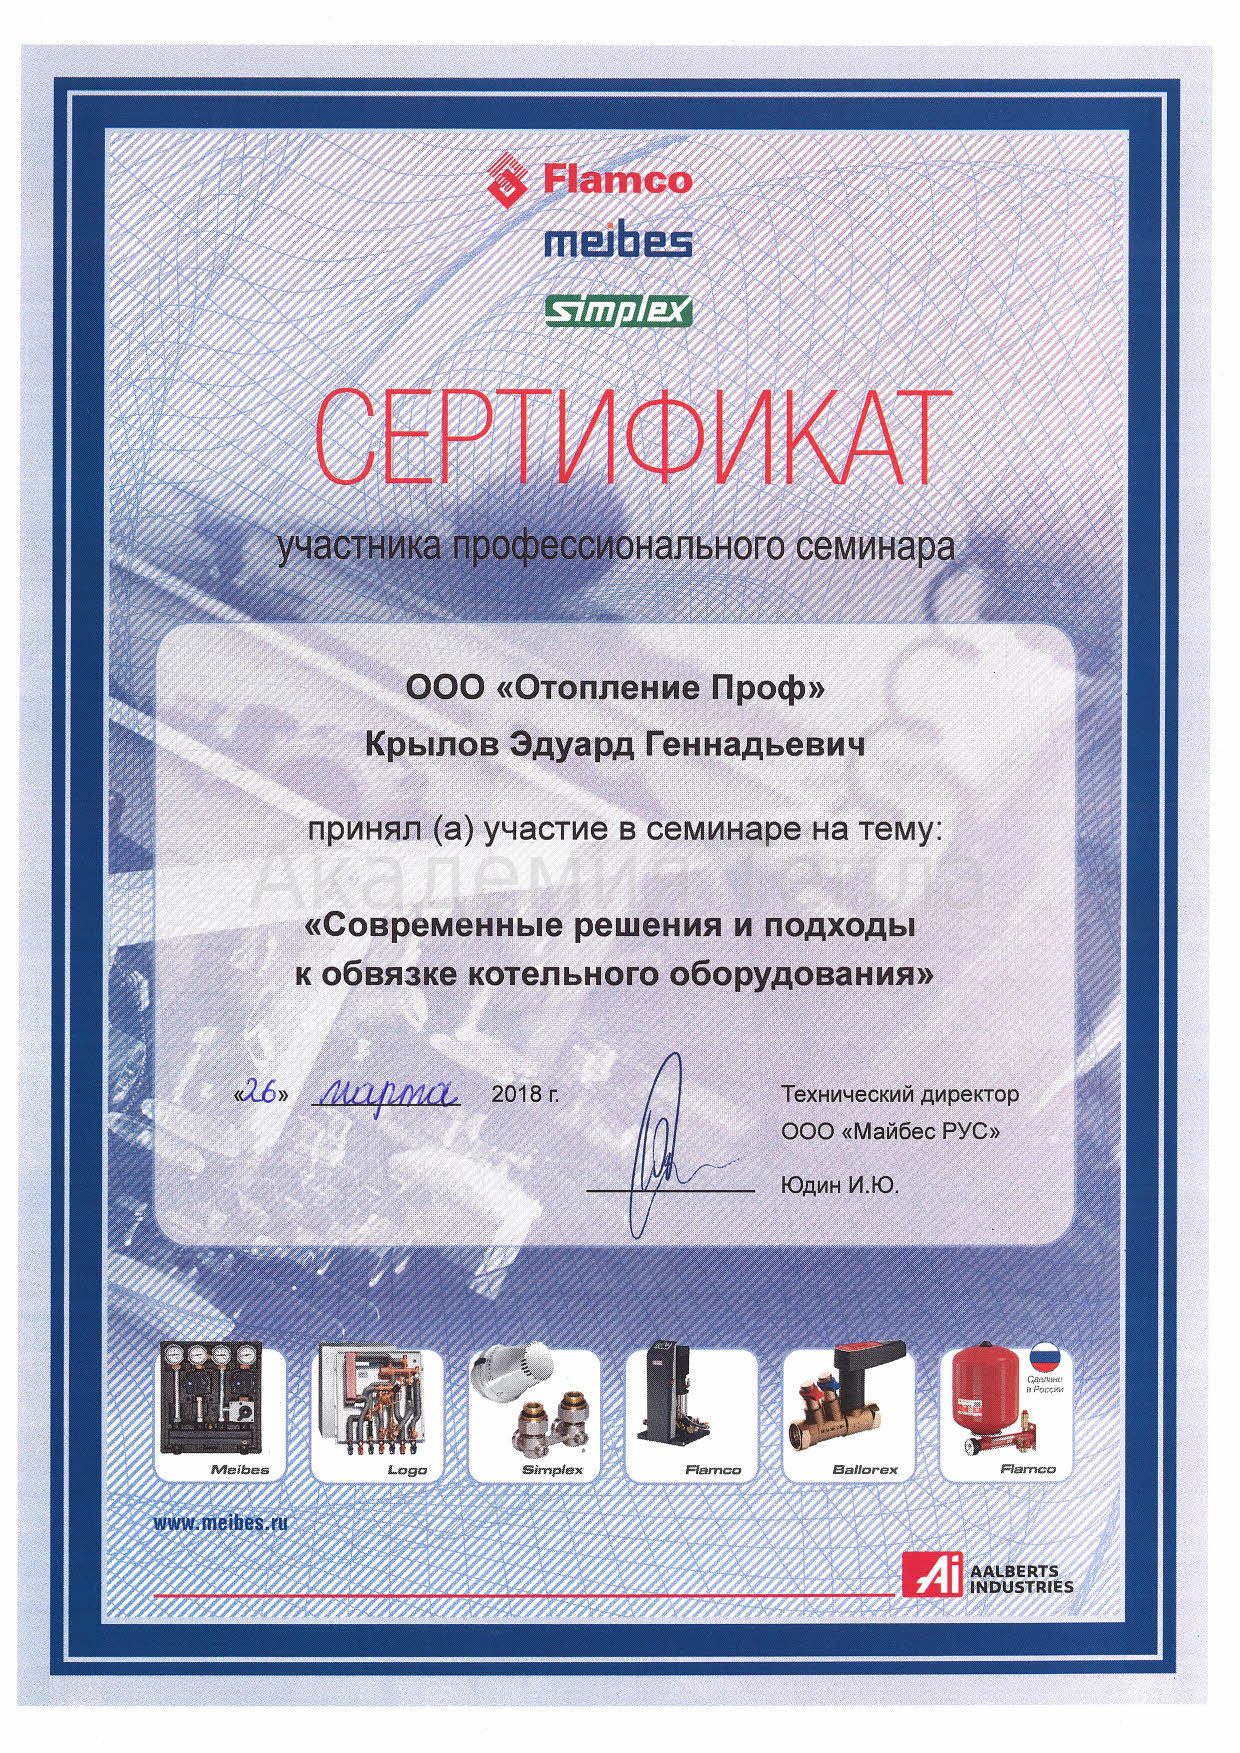 Flamco
meibes
simplex
СЕРТИФИКАТ
участника профессионального семинара
ООО «Отопление Проф»
Крылов Эдуард Геннадьевич
принял (а) участие в семинаре на тему:
Академия Тепла
«Современные решения и подходы
к обвязке котельного оборудования»
«26» марта 2018 г.
Технический директор
ООО «Майбес РУС»
Юдин И.Ю.
Сделано
в России
Meibes Logo Simplex Flamco Ballorex Flamco
www.meibes.ru
Ai AALBERTS
INDUSTRIES